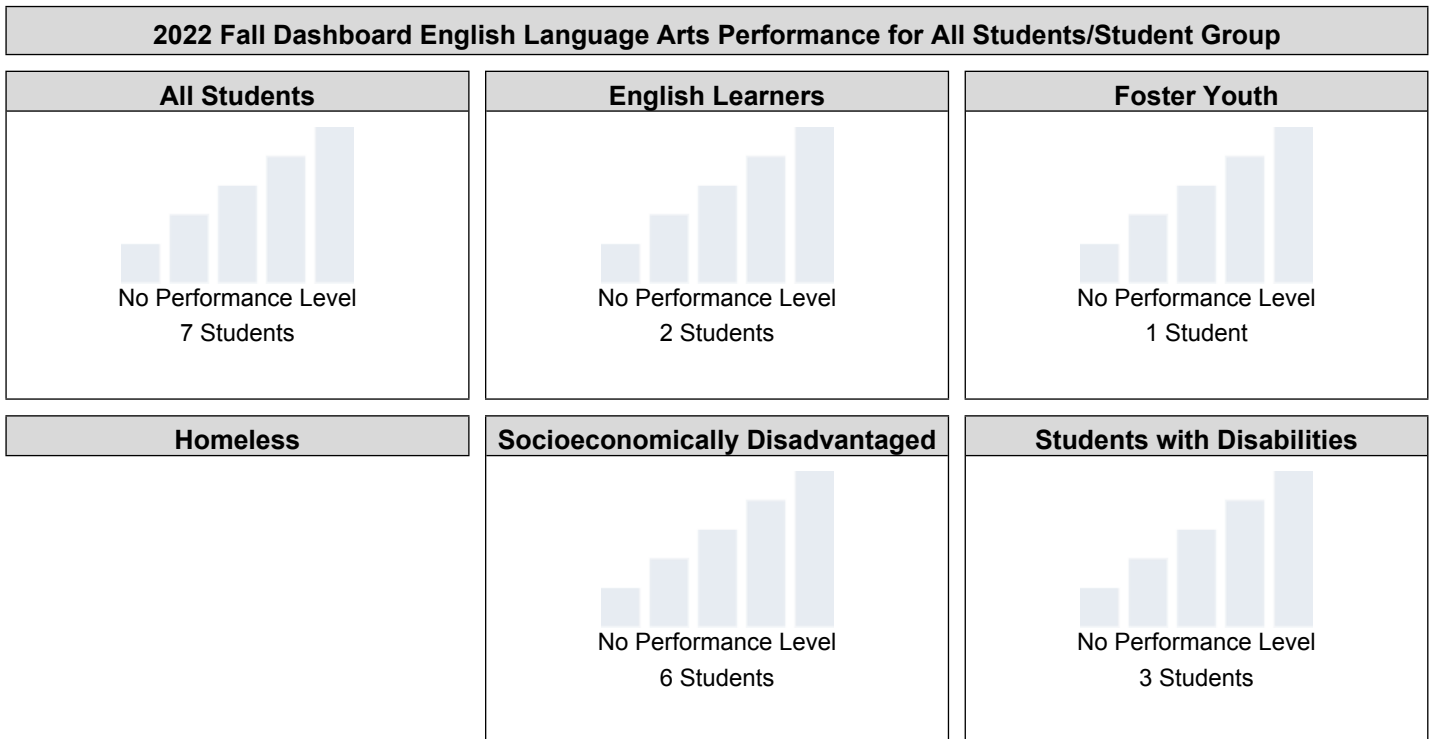 2022 Fall Dashboard English Language Arts Performance for All Students/Student Group
All Students
No Performance Level
7 Students
English Learners
No Performance Level
2 Students
Foster Youth
No Performance Level
1 Student
Homeless
Socioeconomically Disadvantaged
No Performance Level
6 Students
Students with Disabilities
No Performance Level
3 Students